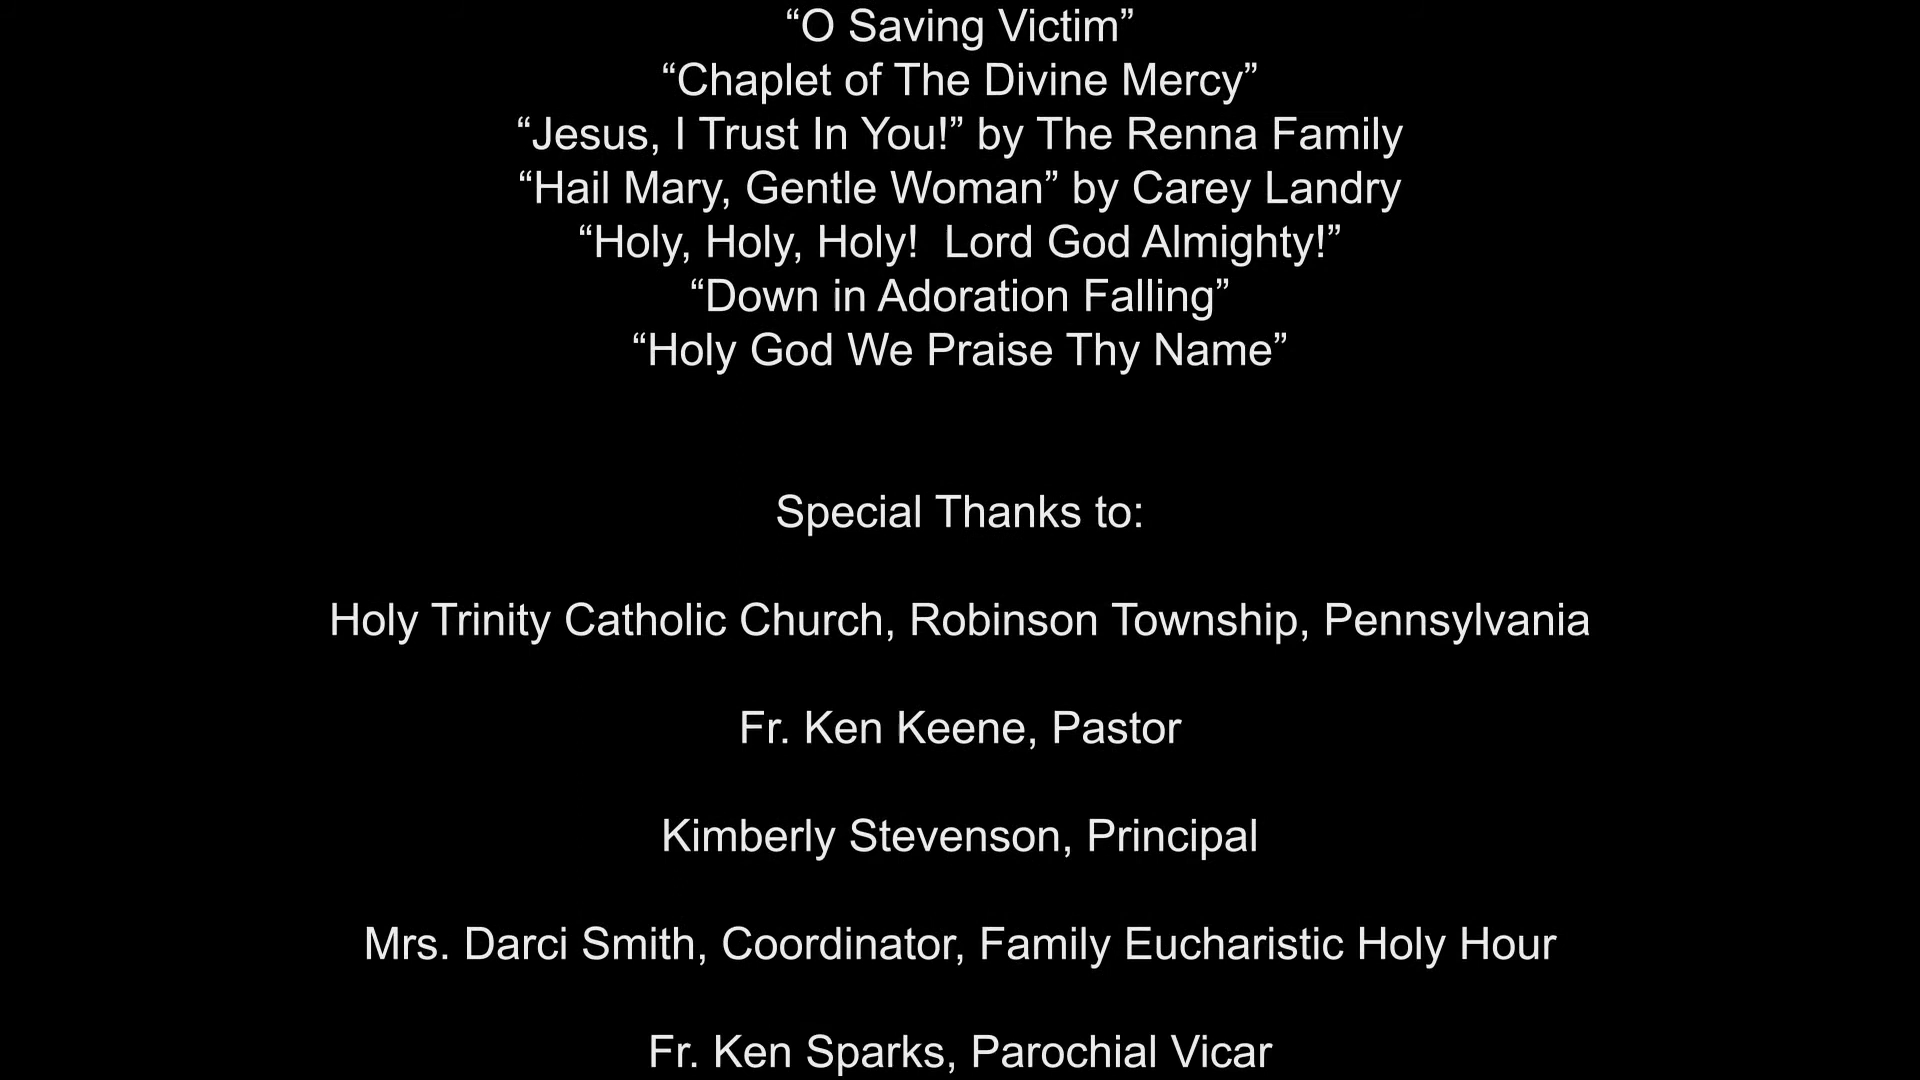 “O Saving Victim”
“Chaplet of The Divine Mercy”
“Jesus, I Trust In You!” by The Renna Family
“Hail Mary, Gentle Woman” by Carey Landry
“Holy, Holy, Holy!  Lord God Almighty!”
“Down in Adoration Falling”
“Holy God We Praise Thy Name”
Special Thanks to:
Holy Trinity Catholic Church, Robinson Township, Pennsylvania
Fr. Ken Keene, Pastor
Kimberly Stevenson, Principal
Mrs. Darci Smith, Coordinator, Family Eucharistic Holy Hour
Fr. Ken Sparks, Parochial Vicar